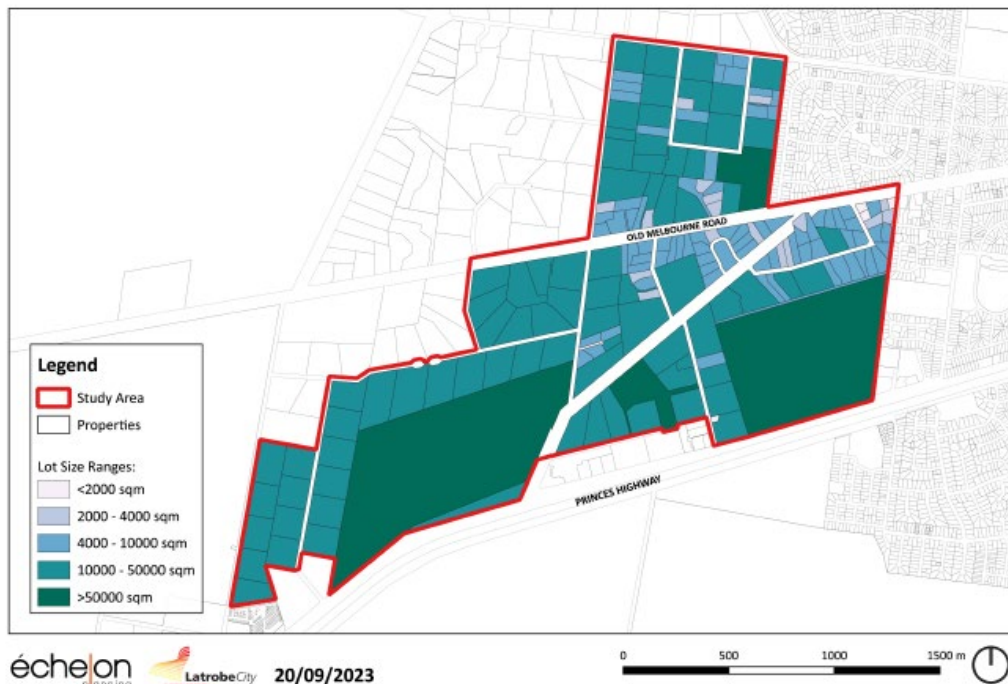 OLD MELBOURNE ROAD
PRINCES HIGHWAY
Legend
Study Area
Properties
Lot Size Ranges:
<2000 sqm
2000 - 4000 sqm
4000 - 10000 sqm
10000 - 50000 sqm
>50000 sqm
échelon
LatrobeCity
20/09/2023
0 500 1000 1500 m